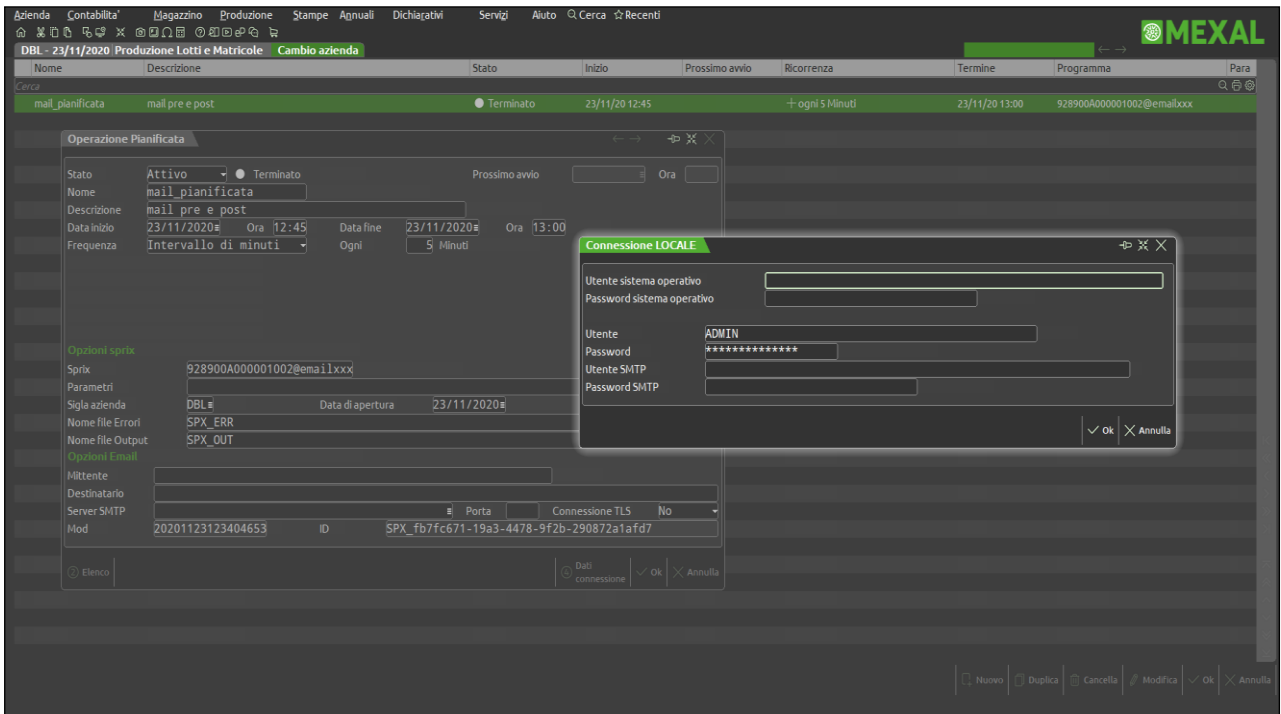 Azienda Contabilita' Magazzino Produzione Stampe Annuali Dichiarativi Servizi Aiuto Cerca Recenti
MEXAL
DBL - 23/11/2020 Produzione Lotti e Matricole Cambio azienda
Nome Descrizione Stato Inizio Prossimo avvio Ricorrenza Termine Programma Para
Cerca
mail_pianificata mail pre e post Terminato 23/11/20 12:45 ogni 5 Minuti 23/11/20 13:00 928900A000001002@emailxxx
Operazione Pianificata
Stato Attivo Terminato Prossimo avvio Ora
Nome mail_pianificata
Descrizione mail pre e post
Data inizio 23/11/2020 Ora 12:45 Data fine 23/11/2020 Ora 13:00
Frequenza Intervallo di minuti Ogni 5 Minuti
Connessione LOCALE
Utente sistema operativo
Password sistema operativo
Utente ADMIN
Password **************
Utente SMTP
Password SMTP
Ok Annulla
Opzioni sprix
Sprix 928900A000001002@emailxxx
Parametri
Sigla azienda DBL Data di apertura 23/11/2020
Nome file Errori SPX_ERR
Nome file Output SPX_OUT
Opzioni Email
Mittente
Destinatario
Server SMTP Porta Connessione TLS No
Mod 20201123123404653 ID SPX_fb7fc671-19a3-4478-9f2b-290872a1afd7
Elenco Dati connessione Ok Annulla
Nuovo Duplica Cancella Modifica Ok Annulla